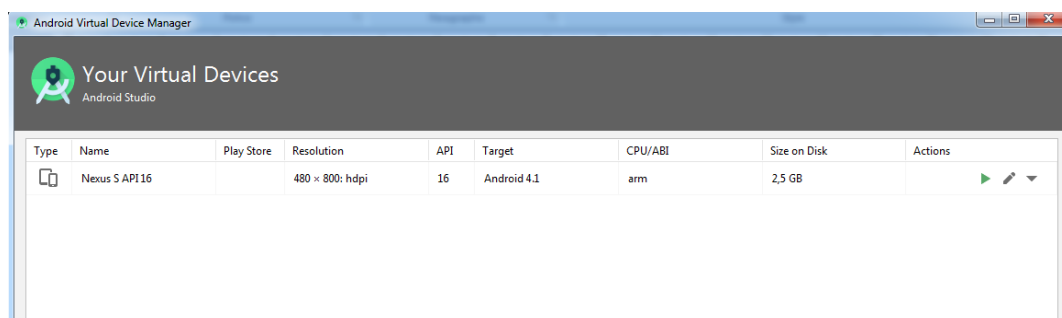 Android Virtual Device Manager
Your Virtual Devices
Android Studio
Type Name Play Store Resolution API Target CPU/ABI Size on Disk Actions
Nexus S API 16 480 × 800: hdpi 16 Android 4.1 arm 2,5 GB